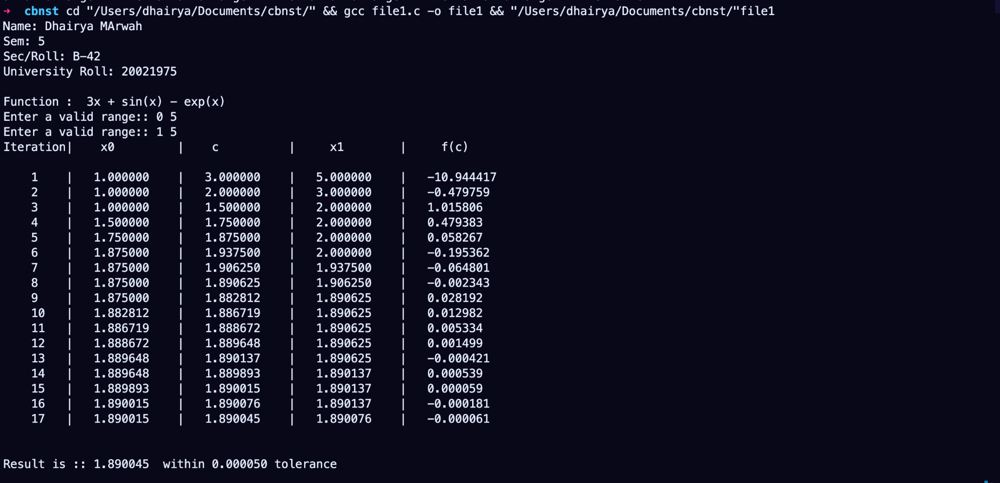 → cbnst cd "/Users/dhairya/Documents/cbnst/" && gcc file1.c -o file1 && "/Users/dhairya/Documents/cbnst/"file1
Name: Dhairya MArwah
Sem: 5
Sec/Roll: B-42
University Roll: 20021975
Function :  3x + sin(x) - exp(x)
Enter a valid range:: 0 5
Enter a valid range:: 1 5
Iteration|    x0         |    c          |     x1        |     f(c)
    1    |   1.000000    |   3.000000    |   5.000000    |   -10.944417
    2    |   1.000000    |   2.000000    |   3.000000    |   -0.479759
    3    |   1.000000    |   1.500000    |   2.000000    |   1.015806
    4    |   1.500000    |   1.750000    |   2.000000    |   0.479383
    5    |   1.750000    |   1.875000    |   2.000000    |   0.058267
    6    |   1.875000    |   1.937500    |   2.000000    |   -0.195362
    7    |   1.875000    |   1.906250    |   1.937500    |   -0.064801
    8    |   1.875000    |   1.890625    |   1.906250    |   -0.002343
    9    |   1.875000    |   1.882812    |   1.890625    |   0.028192
    10   |   1.882812    |   1.886719    |   1.890625    |   0.012982
    11   |   1.886719    |   1.888672    |   1.890625    |   0.005334
    12   |   1.888672    |   1.889648    |   1.890625    |   0.001499
    13   |   1.889648    |   1.890137    |   1.890625    |   -0.000421
    14   |   1.889648    |   1.889893    |   1.890137    |   0.000539
    15   |   1.889893    |   1.890015    |   1.890137    |   0.000059
    16   |   1.890015    |   1.890076    |   1.890137    |   -0.000181
    17   |   1.890015    |   1.890045    |   1.890076    |   -0.000061
Result is :: 1.890045  within 0.000050 tolerance